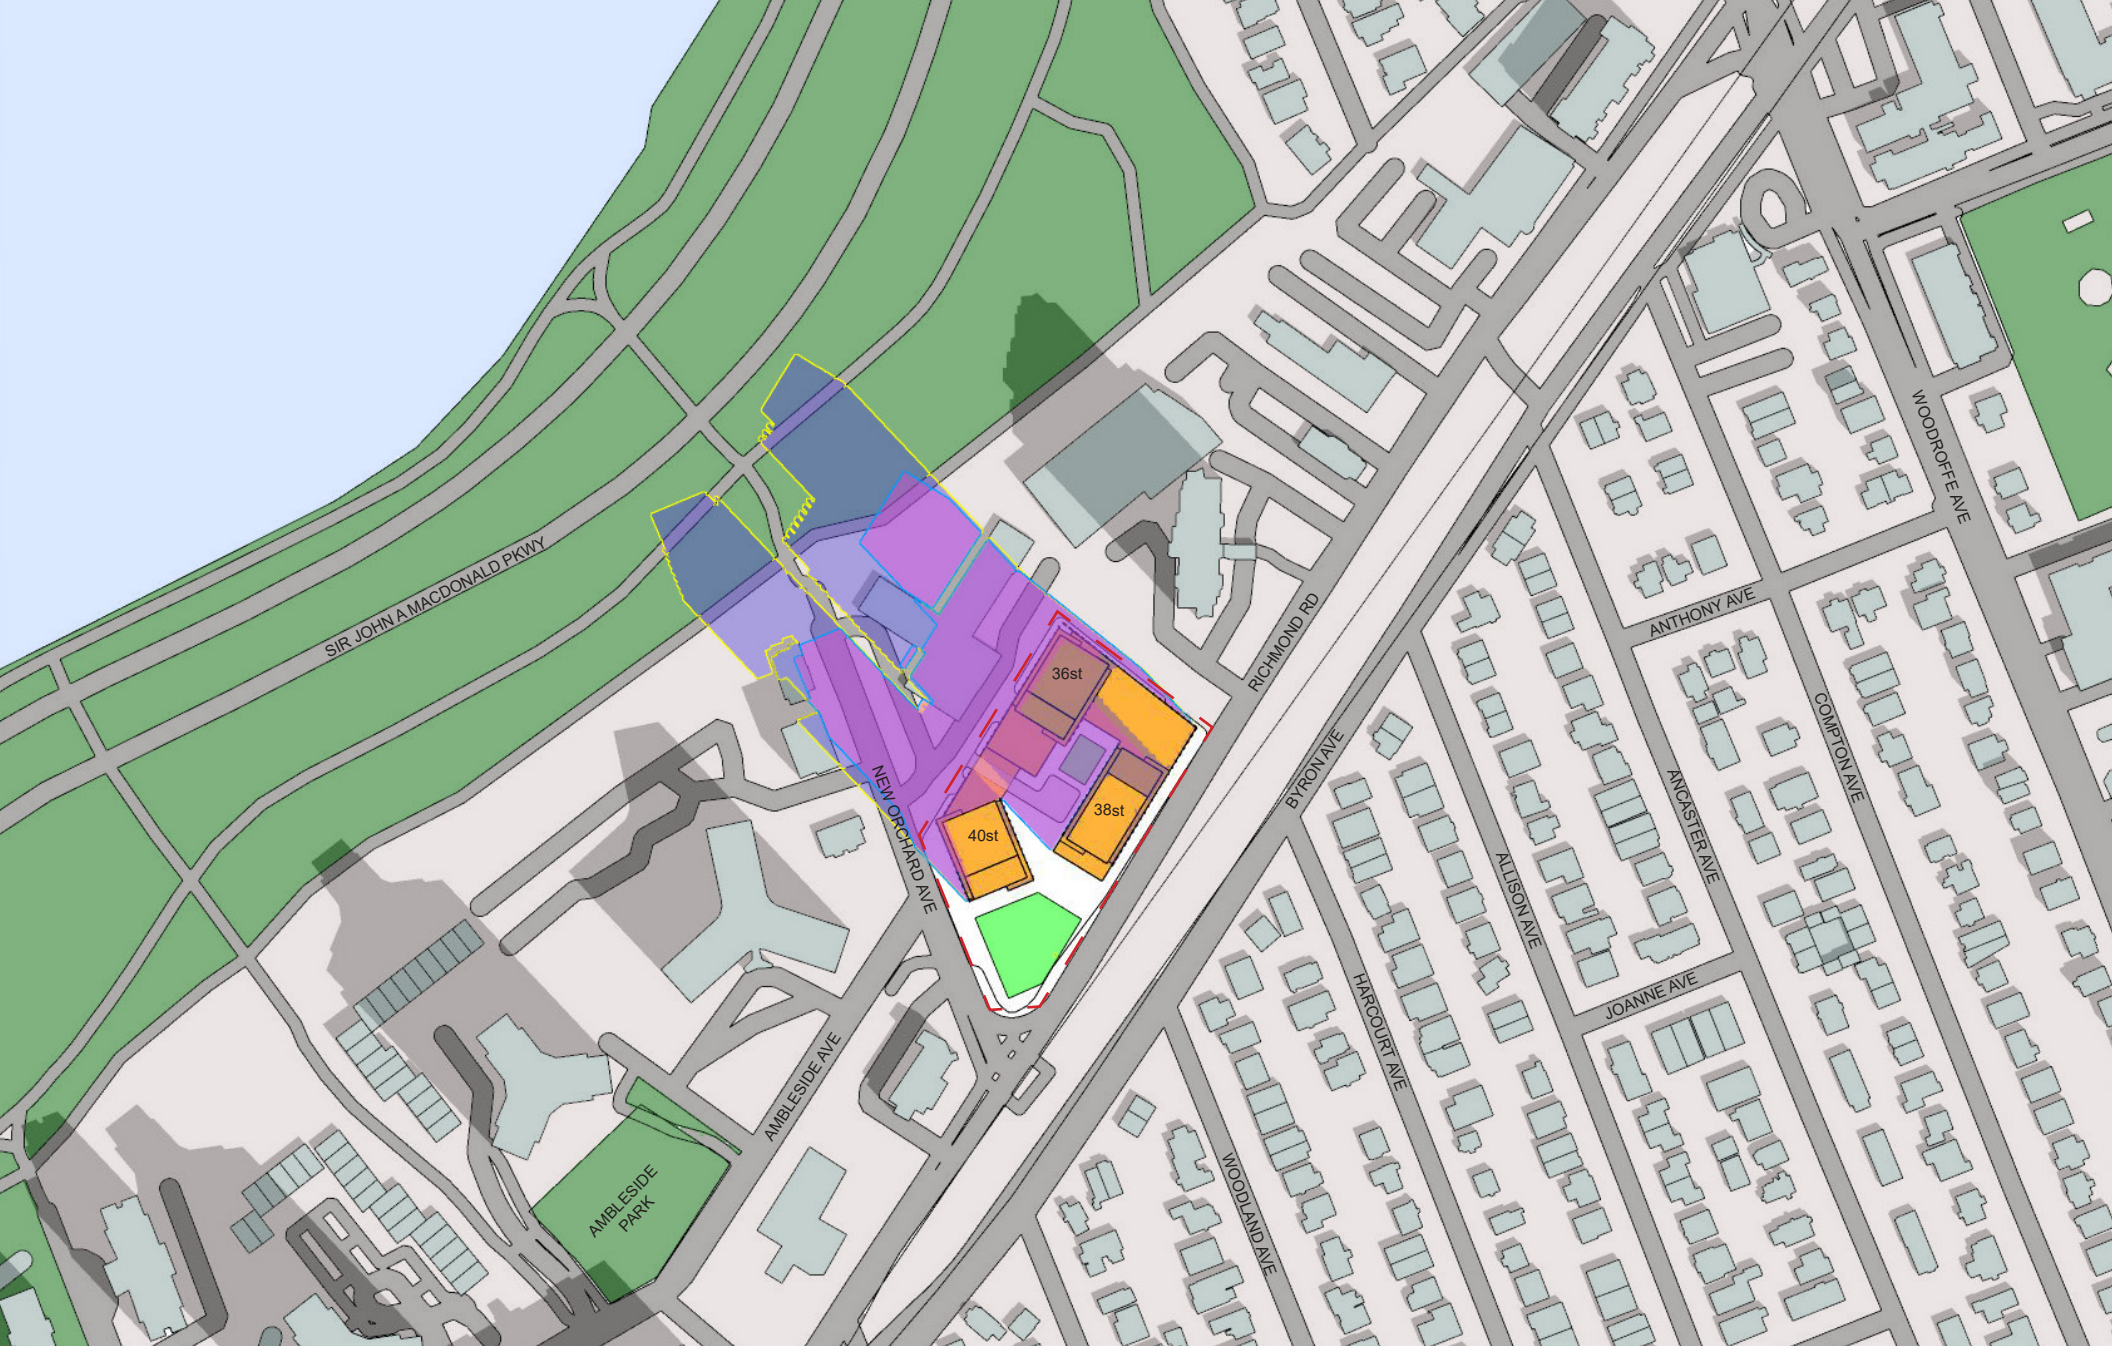 SIR JOHN A MACDONALD PKWY
WOODROFFE AVE
RICHMOND RD
ANTHONY AVE
36st
38st
40st
NEW ORCHARD AVE
BYRON AVE
COMPTON AVE
ANCASTER AVE
ALLISON AVE
HARCOURT AVE
JOANNE AVE
AMBLESIDE AVE
AMBLESIDE
PARK
WOODLAND AVE